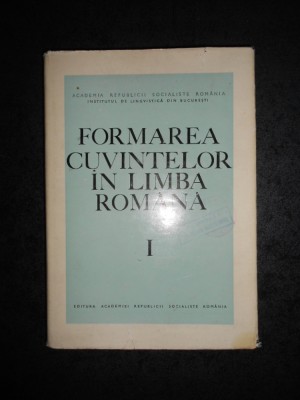 ACADEMIA REPUBLICII SOCIALISTE ROMÂNIA
INSTITUTUL DE LINGVISTICĂ DIN BUCUREȘTI
FORMAREA
CUVINTELOR
ÎN LIMBA
ROMÂNĂ
I
EDITURA ACADEMIEI REPUBLICII SOCIALISTE ROMÂNIA